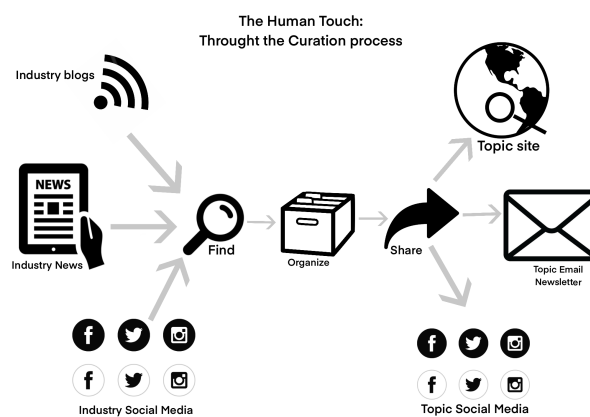 The Human Touch:
Throught the Curation process
Industry blogs
NEWS
Industry News
Find
Organize
Share
Topic site
Topic Email
Newsletter
Industry Social Media
Topic Social Media